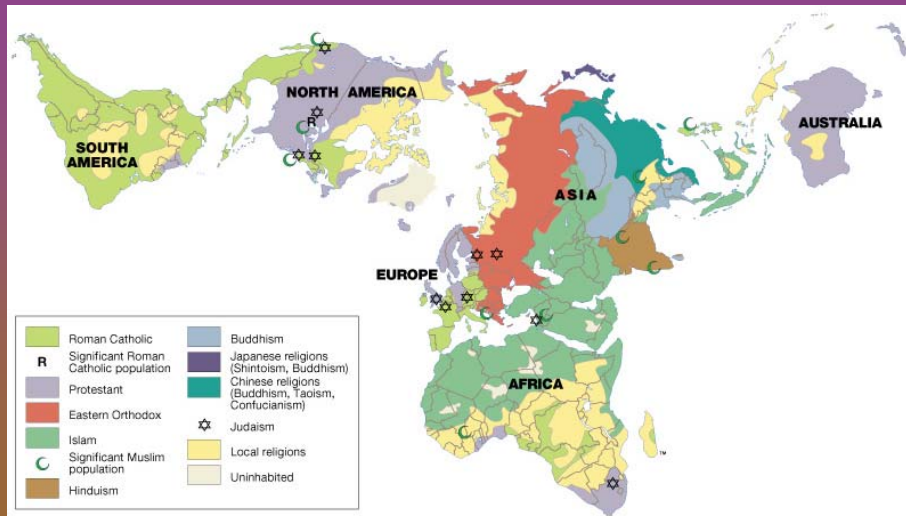 NORTH AMERICA
SOUTH
AMERICA
R
AUSTRALIA
ASIA
EUROPE
AFRICA
TM
Roman Catholic
R Significant Roman
Catholic population
Protestant
Eastern Orthodox
Islam
Significant Muslim
population
Hinduism
Buddhism
Japanese religions
(Shintoism, Buddhism)
Chinese religions
(Buddhism, Taoism,
Confucianism)
Judaism
Local religions
Uninhabited